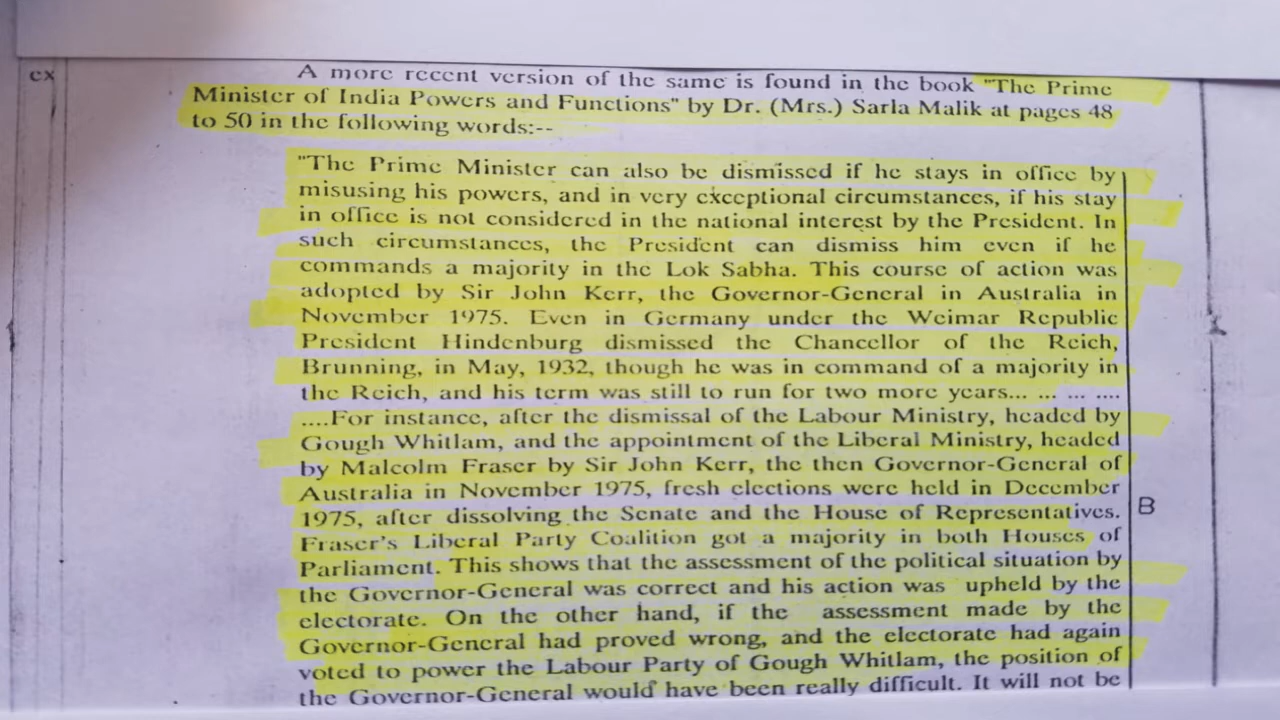 ex
A more recent version of the same is found in the book "The Prime
Minister of India Powers and Functions" by Dr. (Mrs.) Sarla Malik at pages 48
to 50 in the following words:--
"The Prime Minister can also be dismissed if he stays in office by
misusing his powers, and in very exceptional circumstances, if his stay
in office is not considered in the national interest by the President. In
such circumstances, the President can dismiss him even if he
commands a majority in the Lok Sabha. This course of action was
adopted by Sir John Kerr, the Governor-General in Australia in
November 1975. Even in Germany under the Weimar Republic
President Hindenburg dismissed the Chancellor of the Reich,
Brunning, in May, 1932, though he was in command of a majority in
the Reich, and his term was still to run for two more years... ... ... ....
....For instance, after the dismissal of the Labour Ministry, headed by
Gough Whitlam, and the appointment of the Liberal Ministry, headed
by Malcolm Fraser by Sir John Kerr, the then Governor-General of
Australia in November 1975, fresh elections were held in December
1975, after dissolving the Senate and the House of Representatives.
B
Fraser's Liberal Party Coalition got a majority in both Houses of
Parliament. This shows that the assessment of the political situation by
the Governor-General was correct and his action was upheld by the
electorate. On the other hand, if the assessment made by the
Governor-General had proved wrong, and the electorate had again
voted to power the Labour Party of Gough Whitlam, the position of
the Governor-General would have been really difficult. It will not be